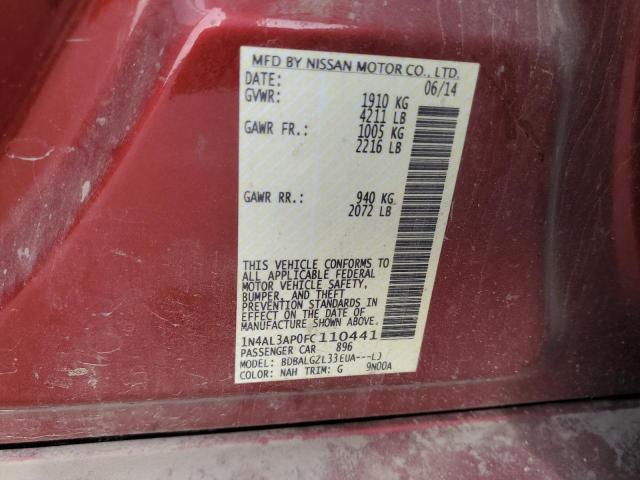 MFD BY NISSAN MOTOR CO., LTD.
DATE: 06/14
GVWR: 1910 KG
4211 LB
GAWR FR.: 1005 KG
2216 LB
GAWR RR.: 940 KG
2072 LB
THIS VEHICLE CONFORMS TO
ALL APPLICABLE FEDERAL
MOTOR VEHICLE SAFETY,
BUMPER, AND THEFT
PREVENTION STANDARDS IN
EFFECT ON THE DATE OF
MANUFACTURE SHOWN ABOVE.
1N4AL3AP0FC110441
PASSENGER CAR 896
MODEL: BDBALGZL33EUA---LJ
COLOR: NAH TRIM: G 9N00A